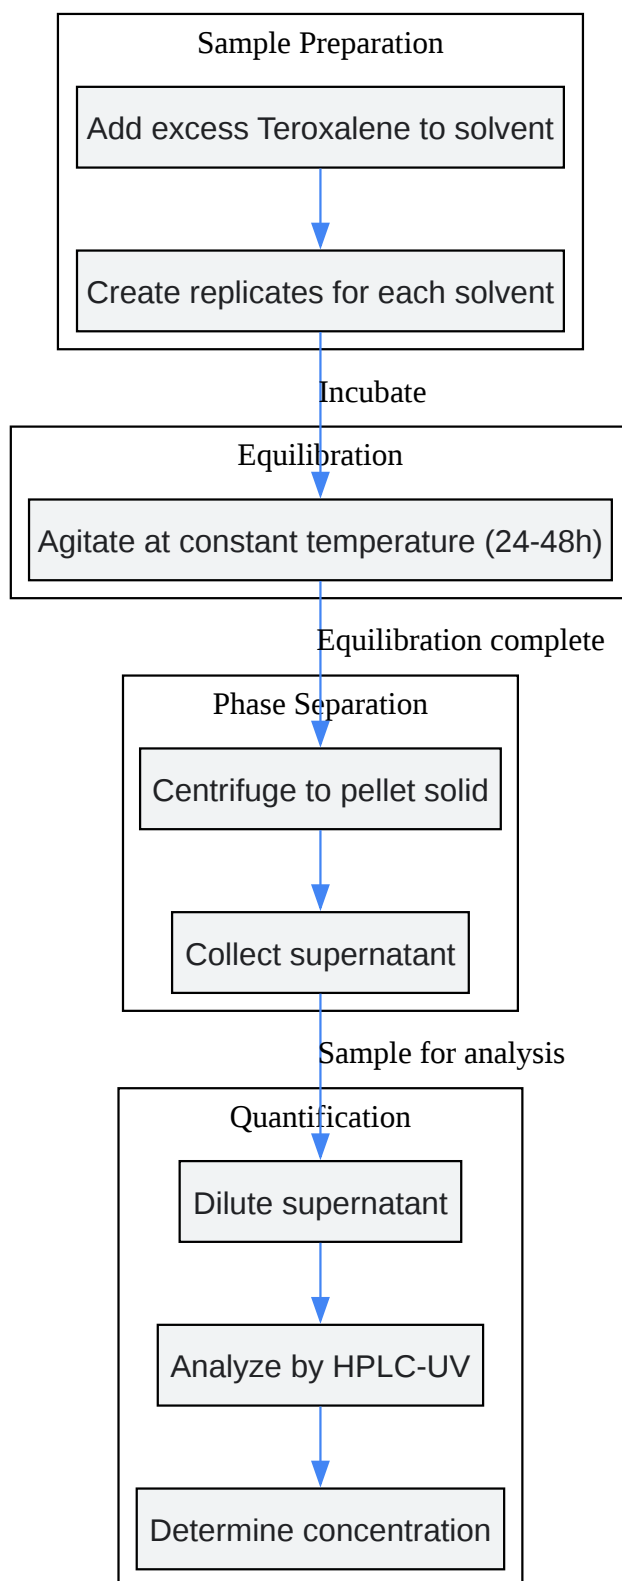 Sample Preparation
Add excess Teroxalene to solvent
Create replicates for each solvent
Incubate
Equilibration
Agitate at constant temperature (24-48h)
Equilibration complete
Phase Separation
Centrifuge to pellet solid
Collect supernatant
Sample for analysis
Quantification
Dilute supernatant
Analyze by HPLC-UV
Determine concentration